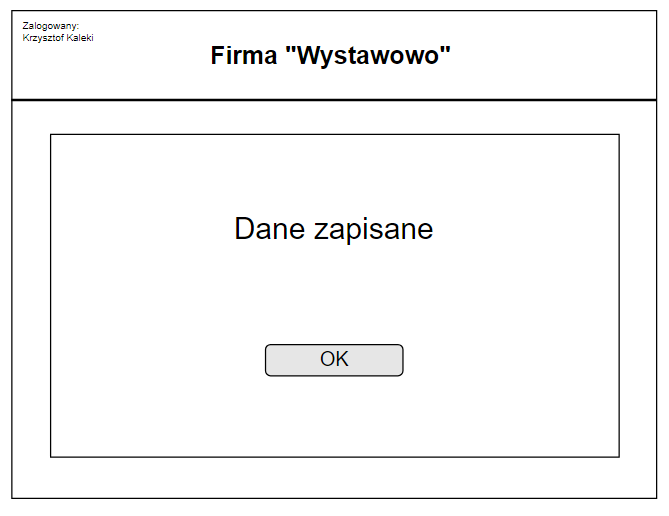 Zalogowany:
Krzysztof Kaleki
Firma "Wystawowo"
Dane zapisane
OK